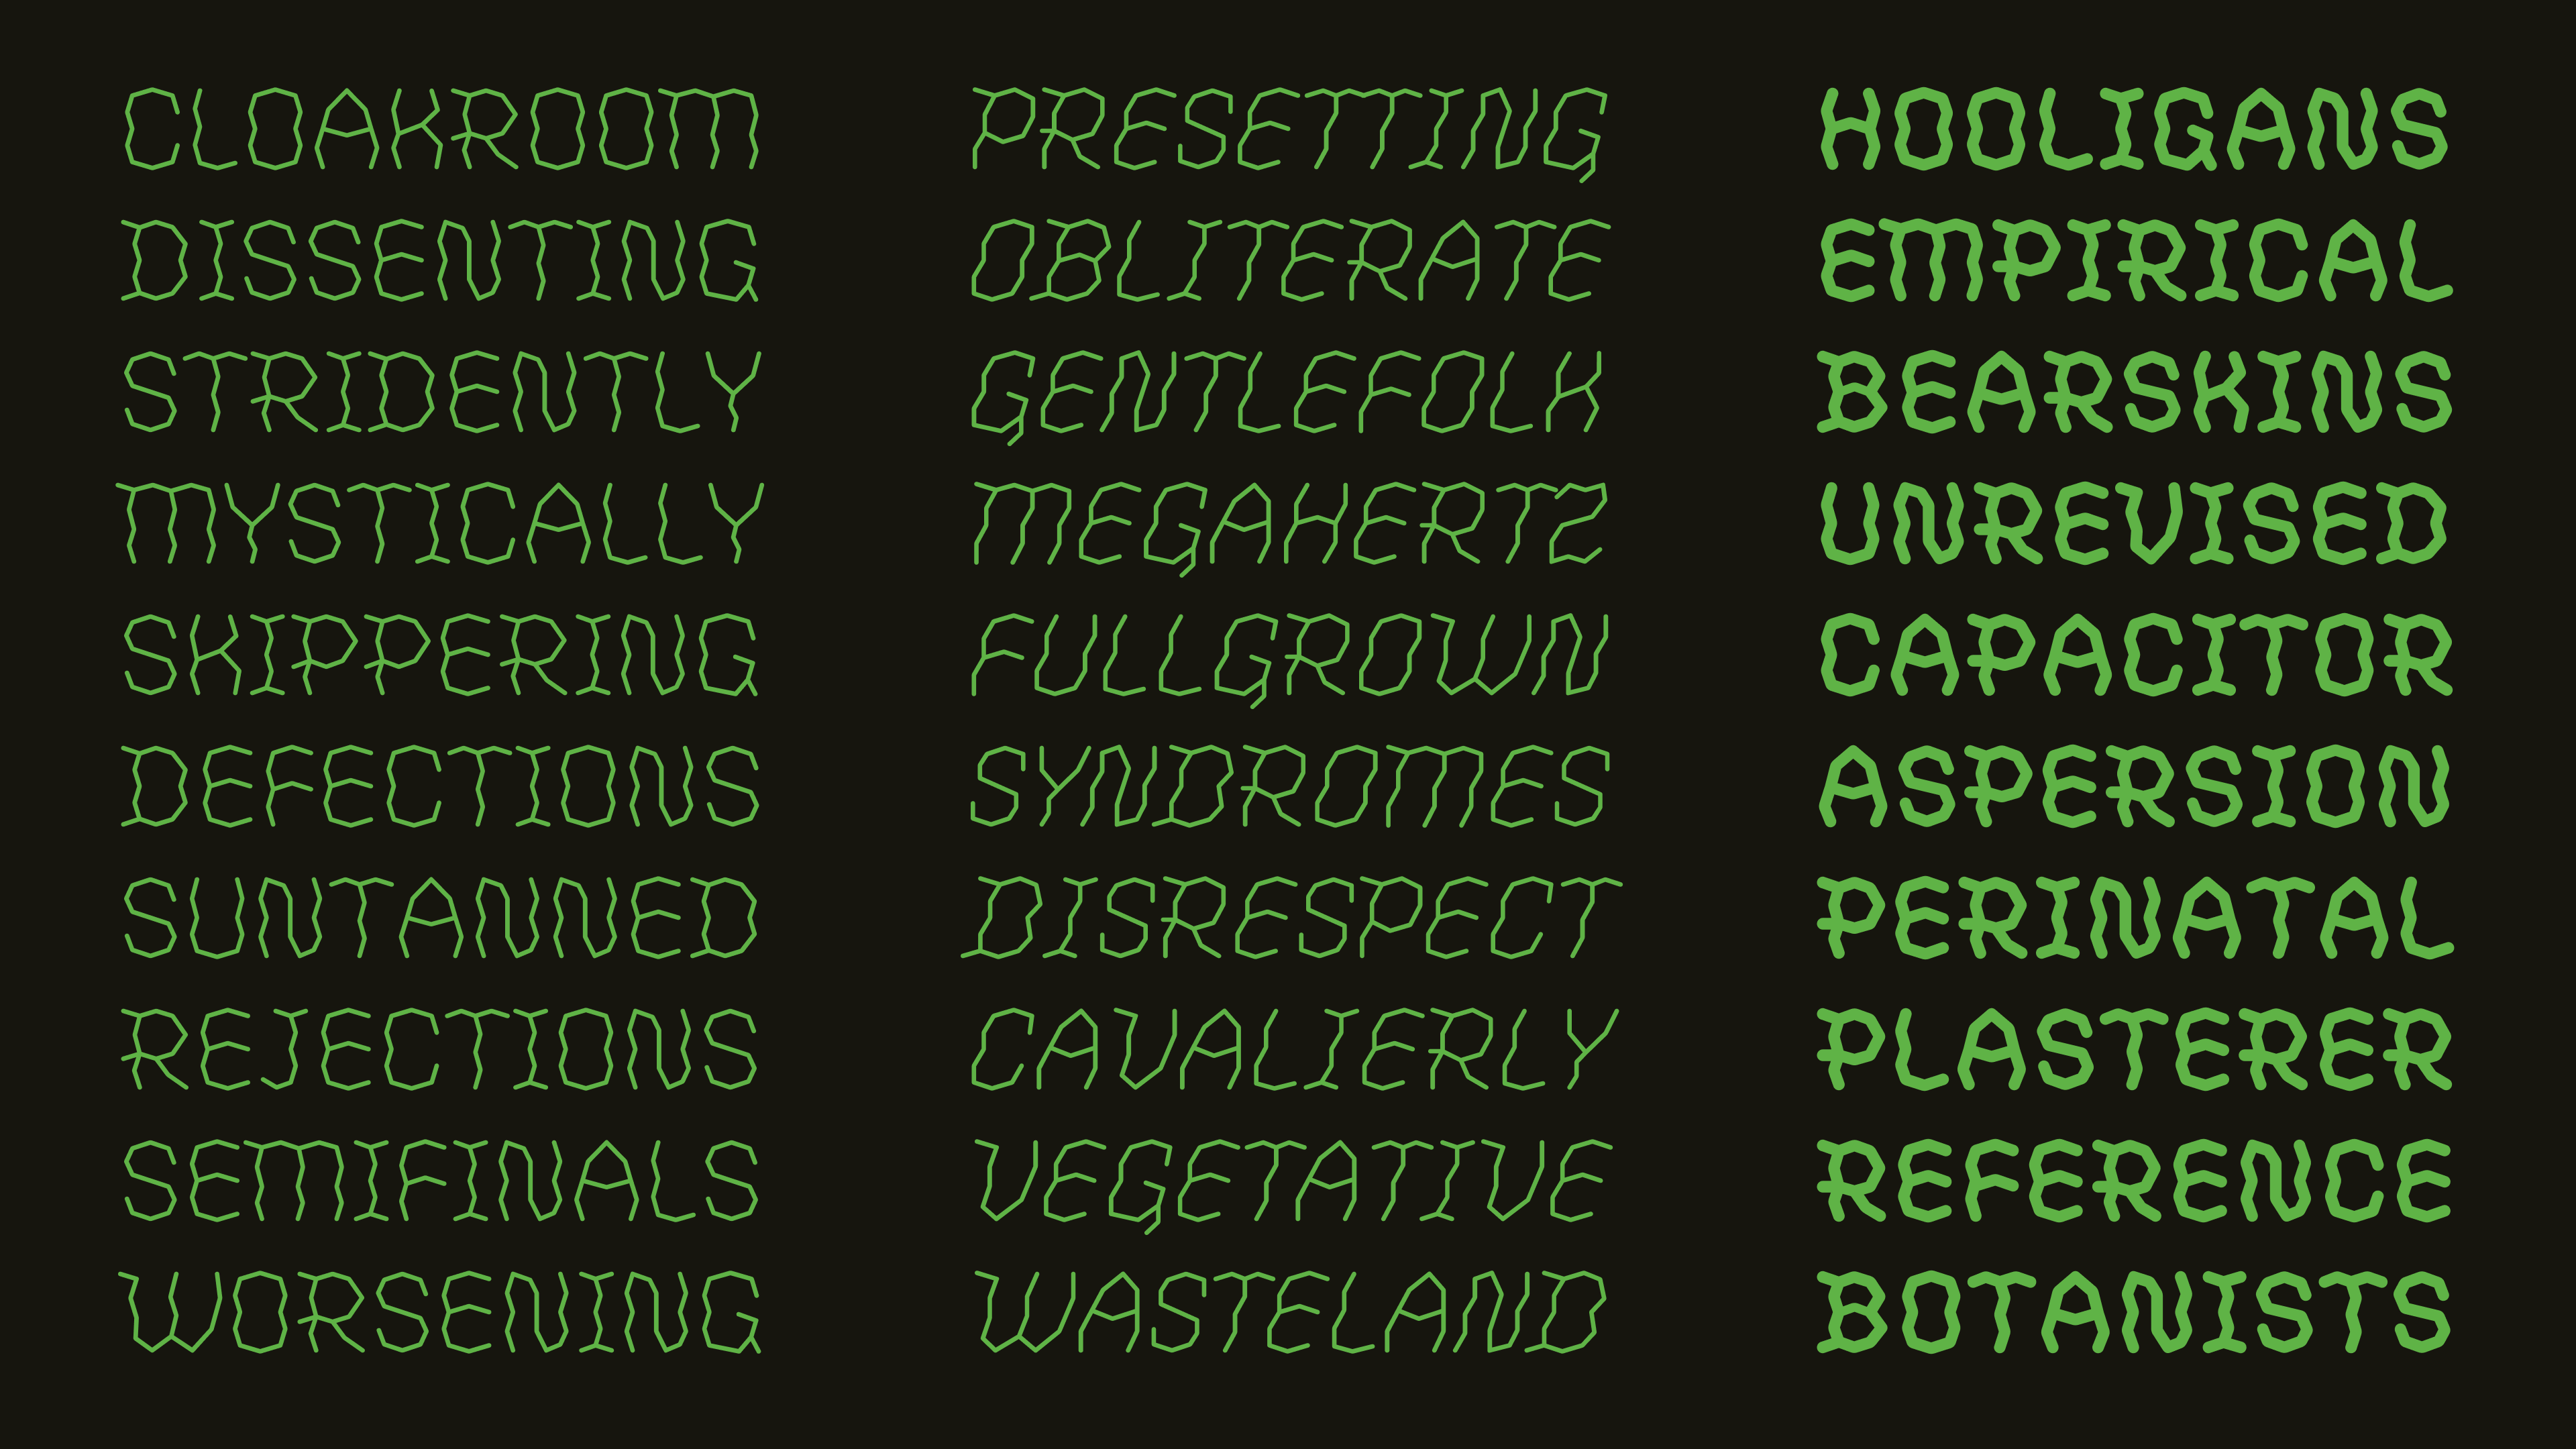 CLOAKROOM
DISSENTING
STRIDENTLY
MYSTICALLY
SKIPPERING
DEFECTIONS
SUNTANNED
REJECTIONS
SEMIFINALS
WORSENING
PRESETTING
OBLITERATE
GENTLEFOLK
MEGAHERTZ
FULLGROWN
SYNDROMES
DISRESPECT
CAVALIERLY
VEGETATIVE
WASTELAND
HOOLIGANS
EMPIRICAL
BEARSKINS
UNREVISED
CAPACITOR
ASPERSION
PERINATAL
PLASTERER
REFERENCE
BOTANISTS